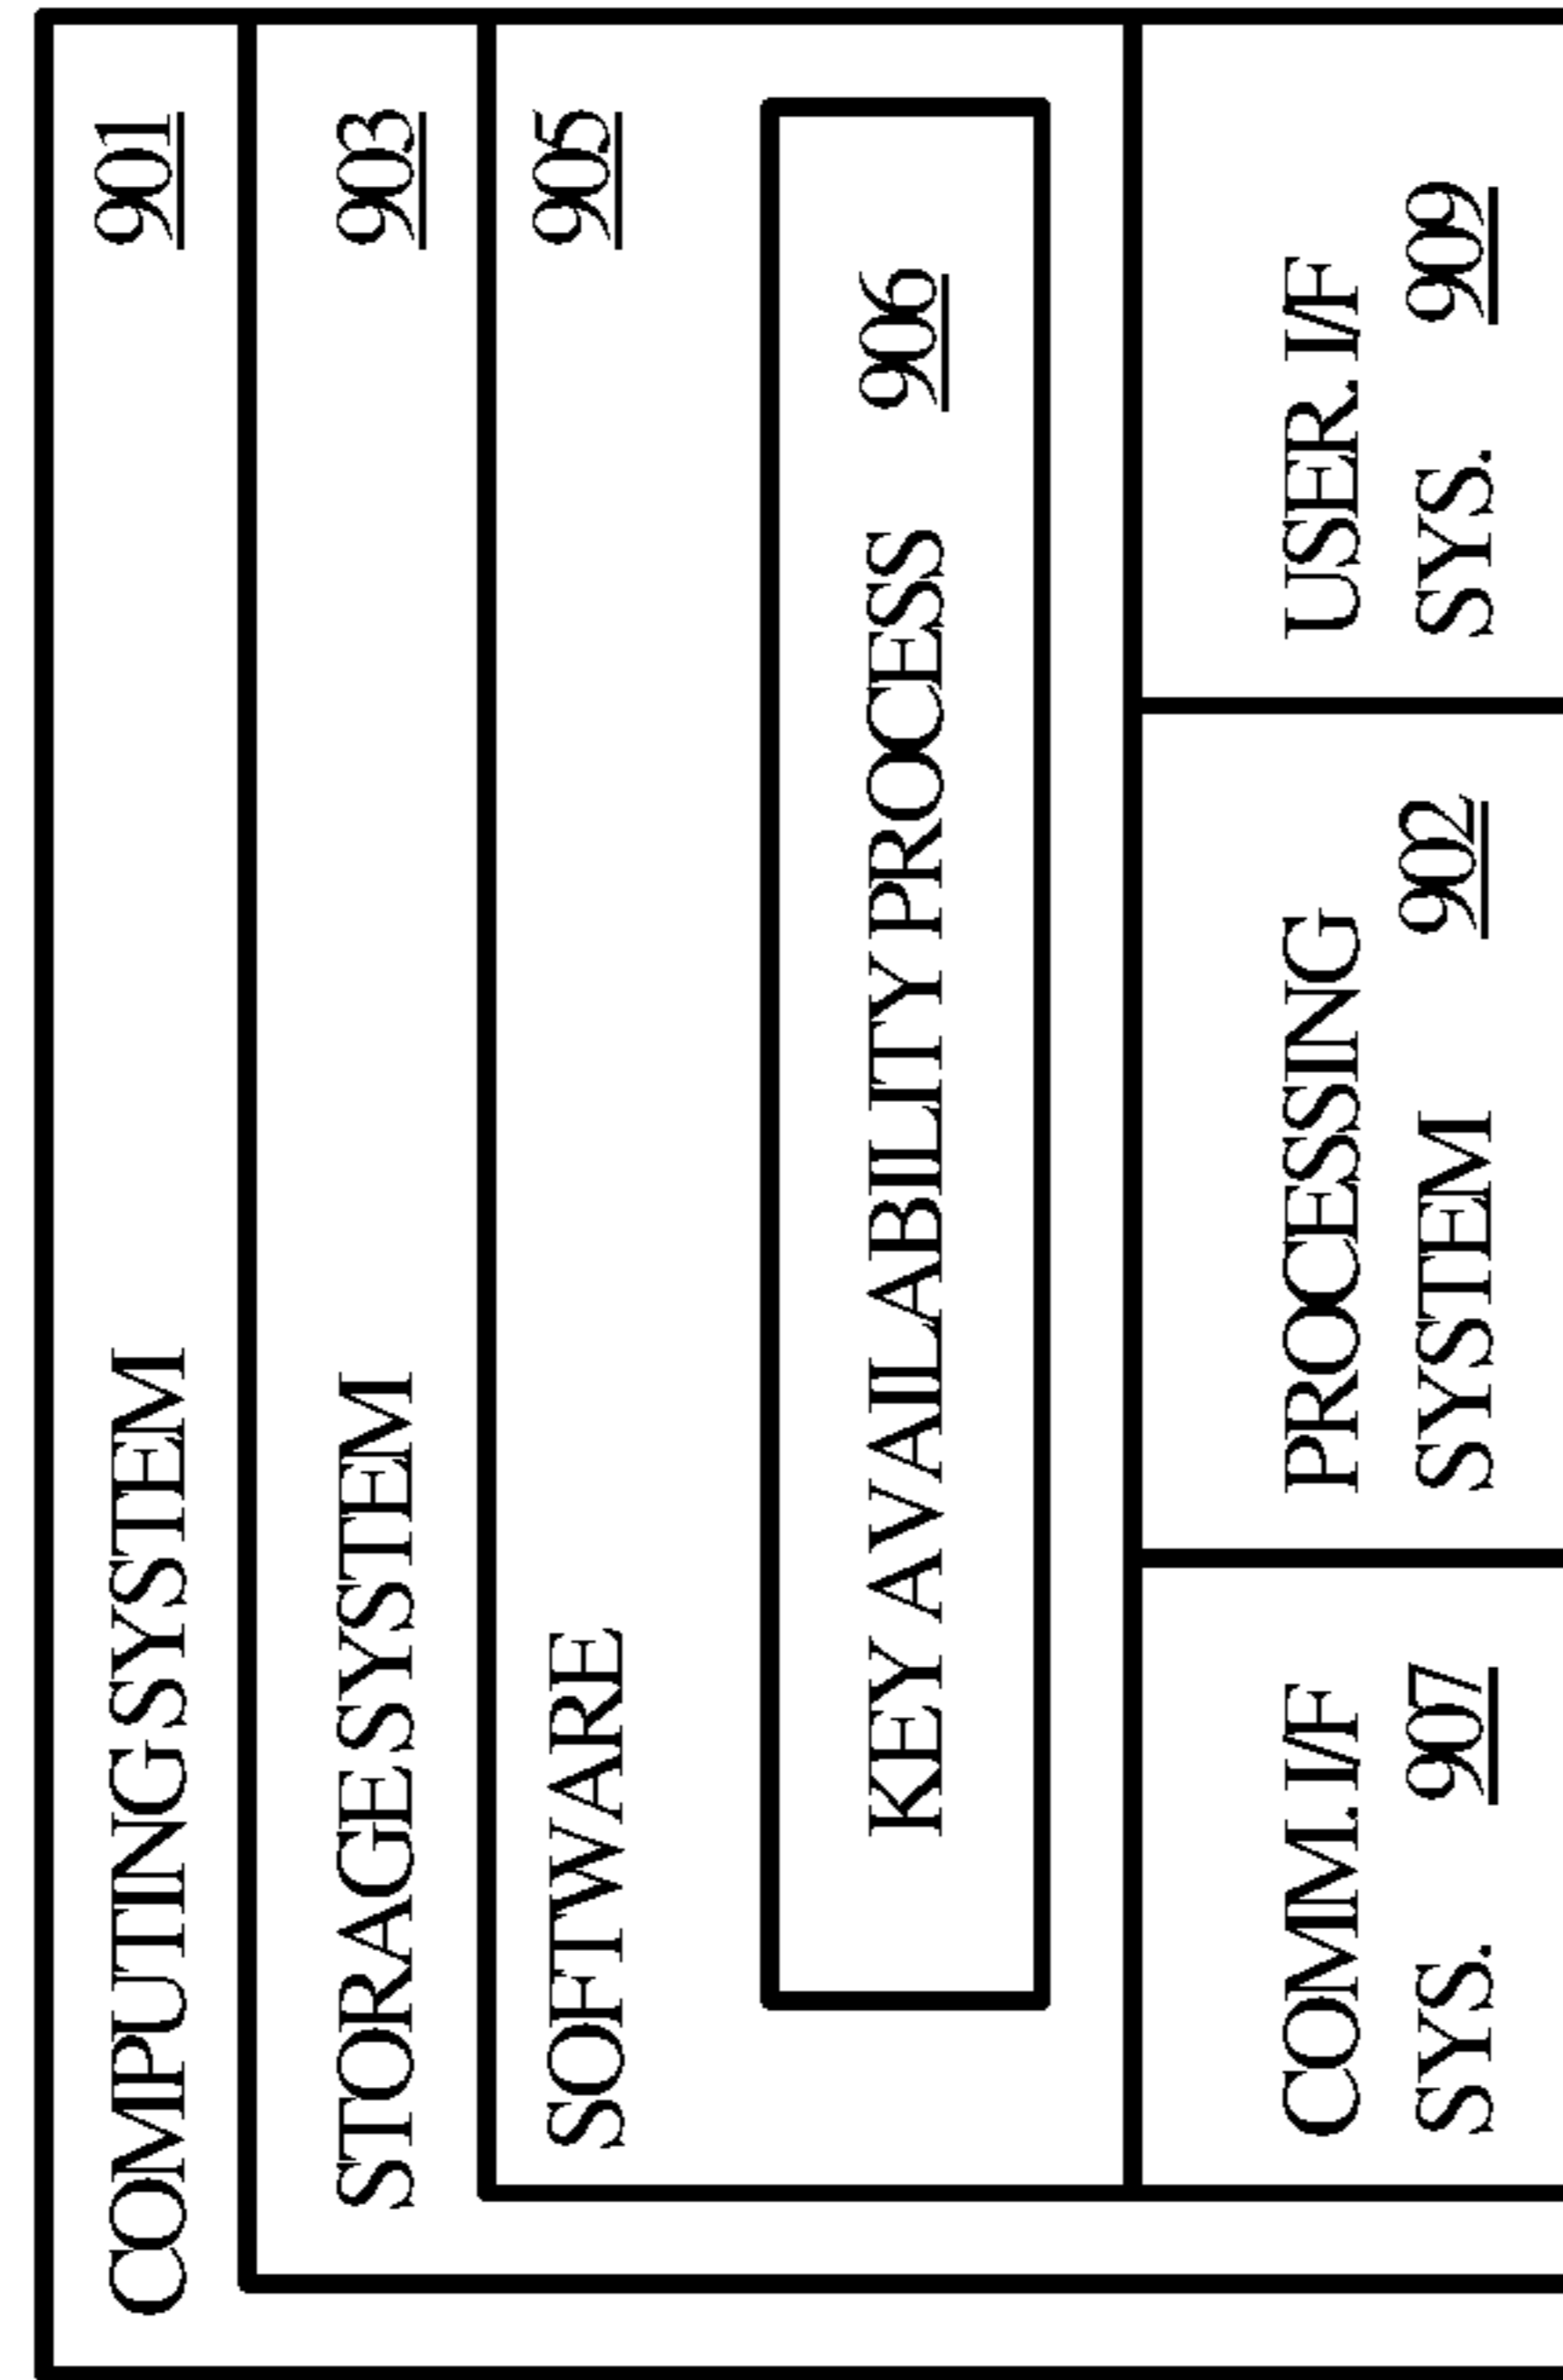 COMPUTING SYSTEM 901
STORAGE SYSTEM 903
SOFTWARE 905
KEY AVAILABILITY PROCESS 906
COMM. I/F
SYS. 907
PROCESSING
SYSTEM 902
USER. I/F
SYS. 909